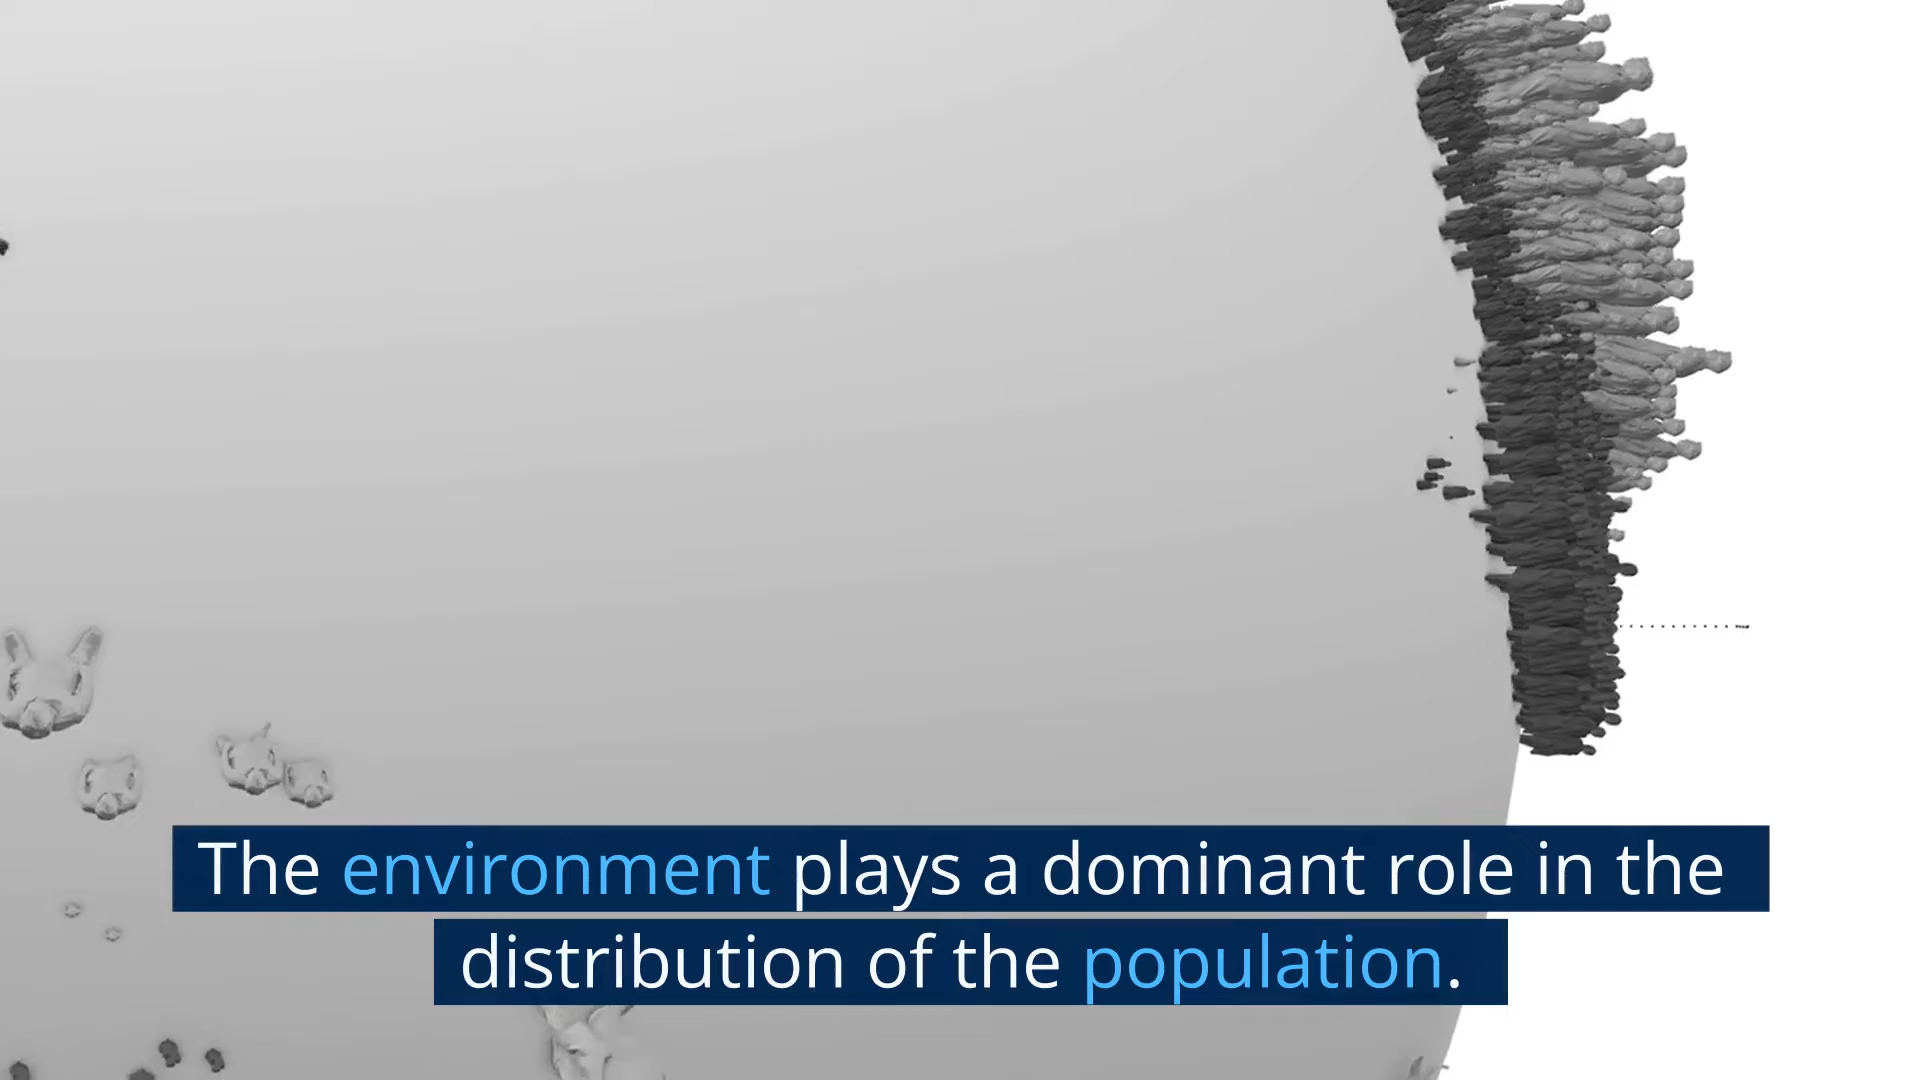 The environment plays a dominant role in the
distribution of the population.